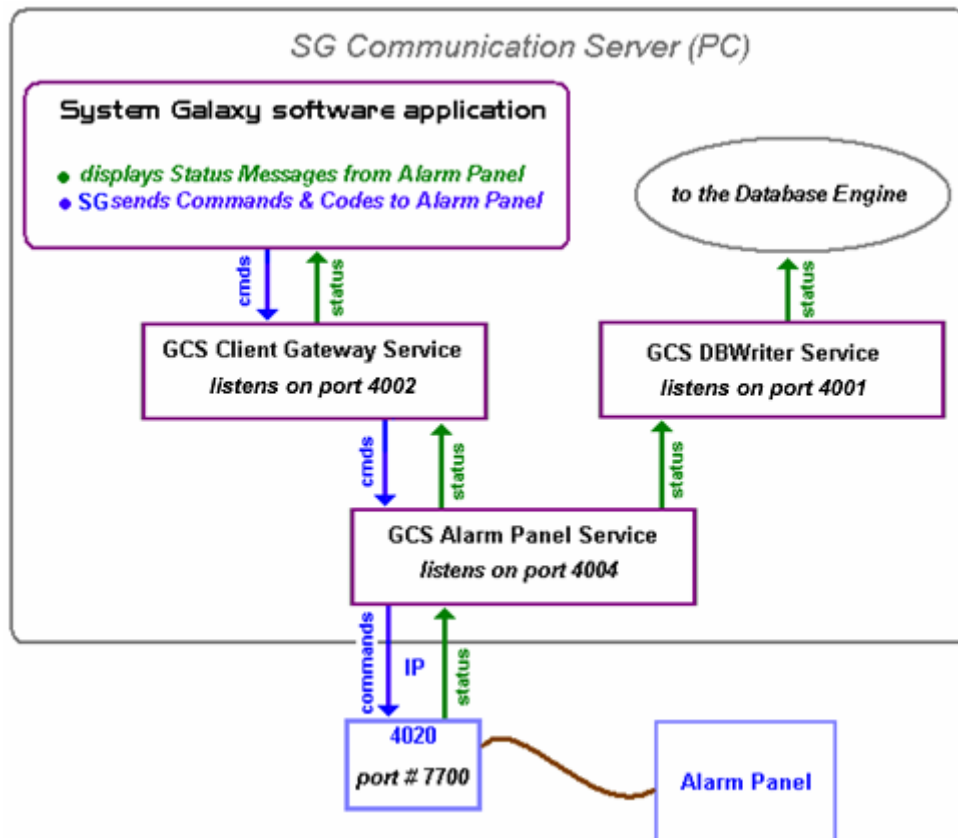 SG Communication Server (PC)
System Galaxy software application
• displays Status Messages from Alarm Panel
• SG sends Commands & Codes to Alarm Panel
to the Database Engine
cmds
status
status
GCS Client Gateway Service
listens on port 4002
GCS DBWriter Service
listens on port 4001
cmds
status
status
GCS Alarm Panel Service
listens on port 4004
commands
IP
status
4020
port # 7700
Alarm Panel